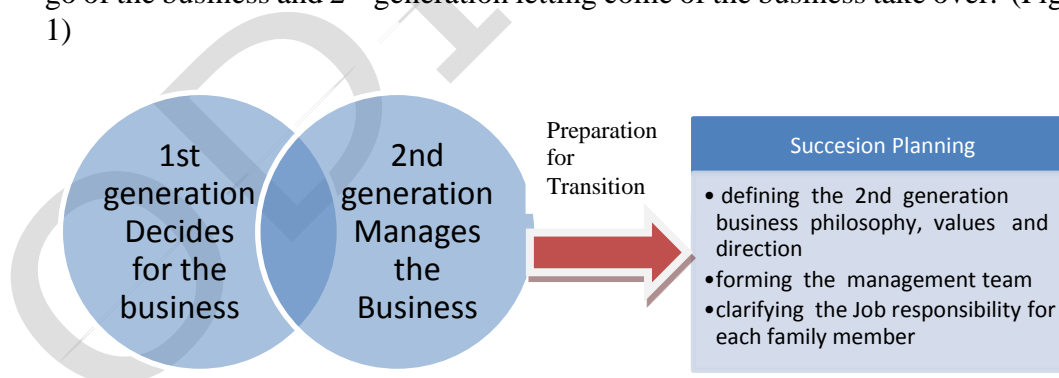 go of the business and 2 generation letting come of the business take over. (Fig
1)
1st
generation
Decides
for the
business
2nd
generation
Manages
the
Business
Preparation
for
Transition
Succesion Planning
• defining the 2nd generation
business philosophy, values and
direction
•forming the management team
•clarifying the Job responsibility for
each family member